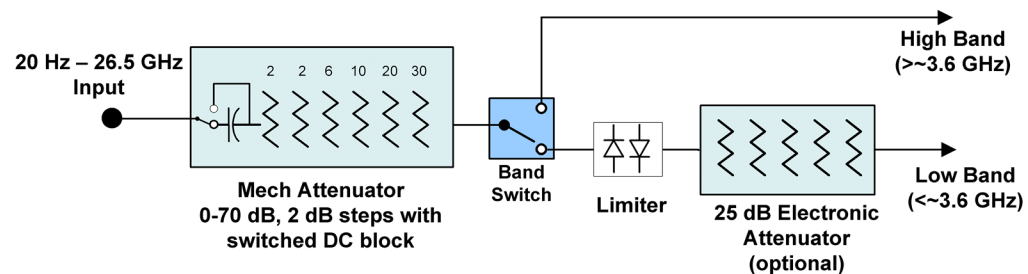 20 Hz – 26.5 GHz
Input
2 2 6 10 20 30
Mech Attenuator
0-70 dB, 2 dB steps with
switched DC block
Band
Switch
Limiter
25 dB Electronic
Attenuator
(optional)
High Band
(>~3.6 GHz)
Low Band
(<~3.6 GHz)